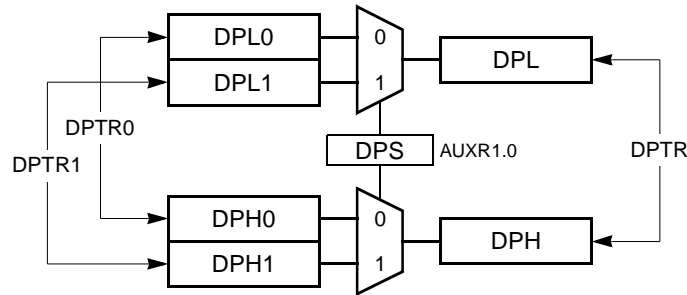 DPL0 0 DPL
DPL1 1
DPTR0 DPS AUXR1.0 DPTR
DPTR1
DPH0 0 DPH
DPH1 1